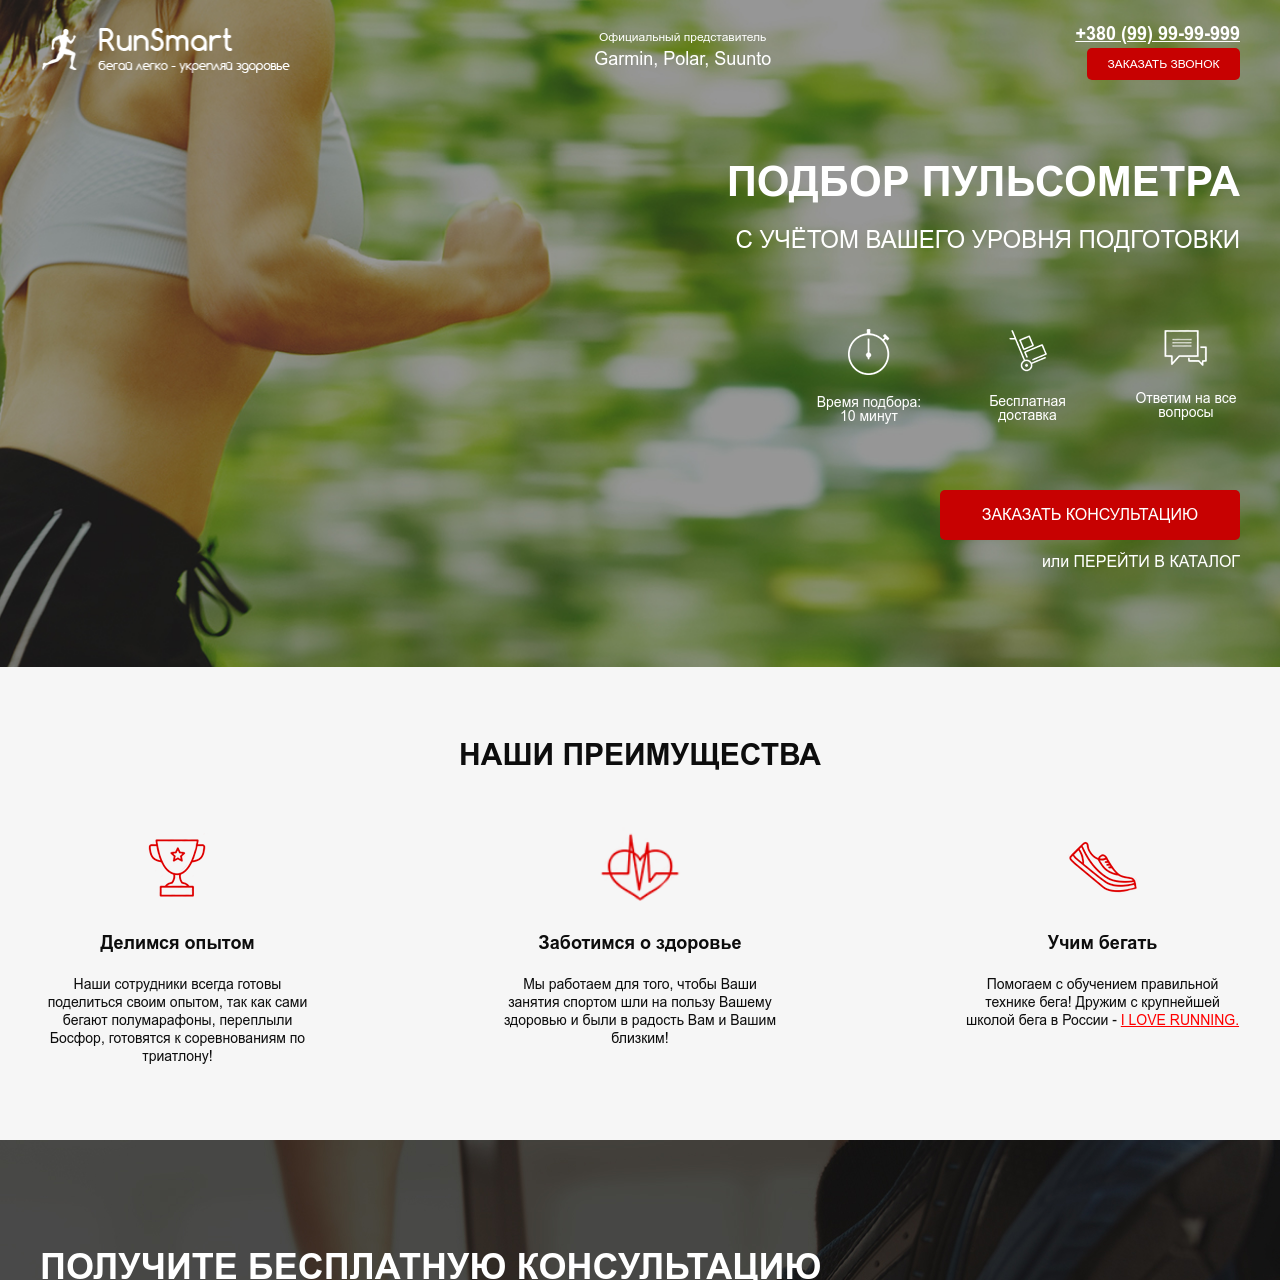 RunSmart
бегай легко - укрепляй здоровье
Официальный представитель
Garmin, Polar, Suunto
+380 (99) 99-99-999
ЗАКАЗАТЬ ЗВОНОК
ПОДБОР ПУЛЬСОМЕТРА
С УЧЁТОМ ВАШЕГО УРОВНЯ ПОДГОТОВКИ
Время подбора:
10 минут
Бесплатная
доставка
Ответим на все
вопросы
ЗАКАЗАТЬ КОНСУЛЬТАЦИЮ
или ПЕРЕЙТИ В КАТАЛОГ
НАШИ ПРЕИМУЩЕСТВА
Делимся опытом
Наши сотрудники всегда готовы
поделиться своим опытом, так как сами
бегают полумарафоны, переплыли
Босфор, готовятся к соревнованиям по
триатлону!
Заботимся о здоровье
Мы работаем для того, чтобы Ваши
занятия спортом шли на пользу Вашему
здоровью и были в радость Вам и Вашим
близким!
Учим бегать
Помогаем с обучением правильной
технике бега! Дружим с крупнейшей
школой бега в России - I LOVE RUNNING.
ПОЛУЧИТЕ БЕСПЛАТНУЮ КОНСУЛЬТАЦИЮ